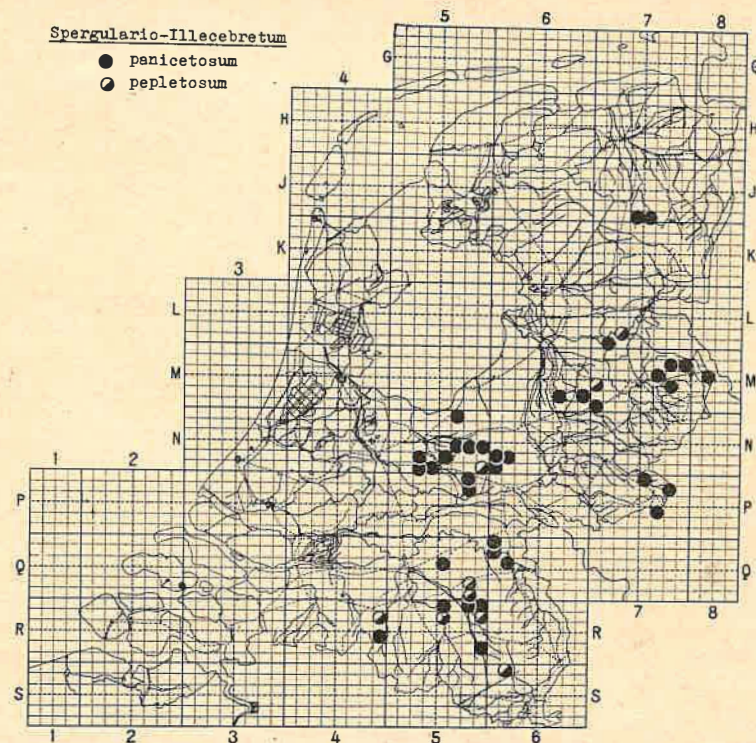 Spergulario-Illecebretum
panicetosum
pepletosum
5 6 7 8
G G
4
H H
J J
K K
3
L L
M M
N N
1 2
P P
Q Q
7 8
R R
S S
1 2 3 4 5 6